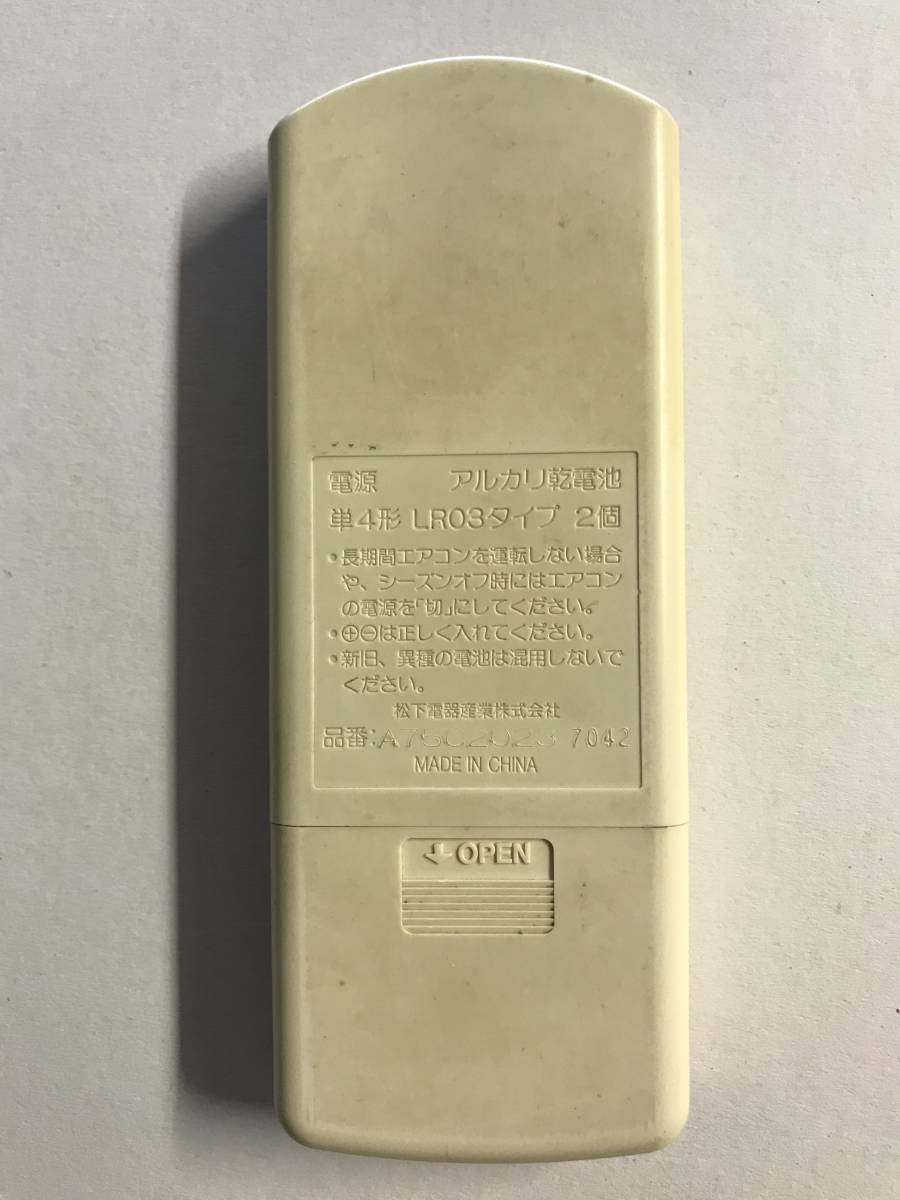 電源 アルカリ乾電池
単4形 LR03タイプ 2個
•長期間エアコンを運転しない場合
や、シーズンオフ時にはエアコン
の電源を「切」にしてください。
•⊕⊖は正しく入れてください。
•新旧、異種の電池は混用しないで
ください。
松下電器産業株式会社
品番:A75C2023 7042
MADE IN CHINA
OPEN